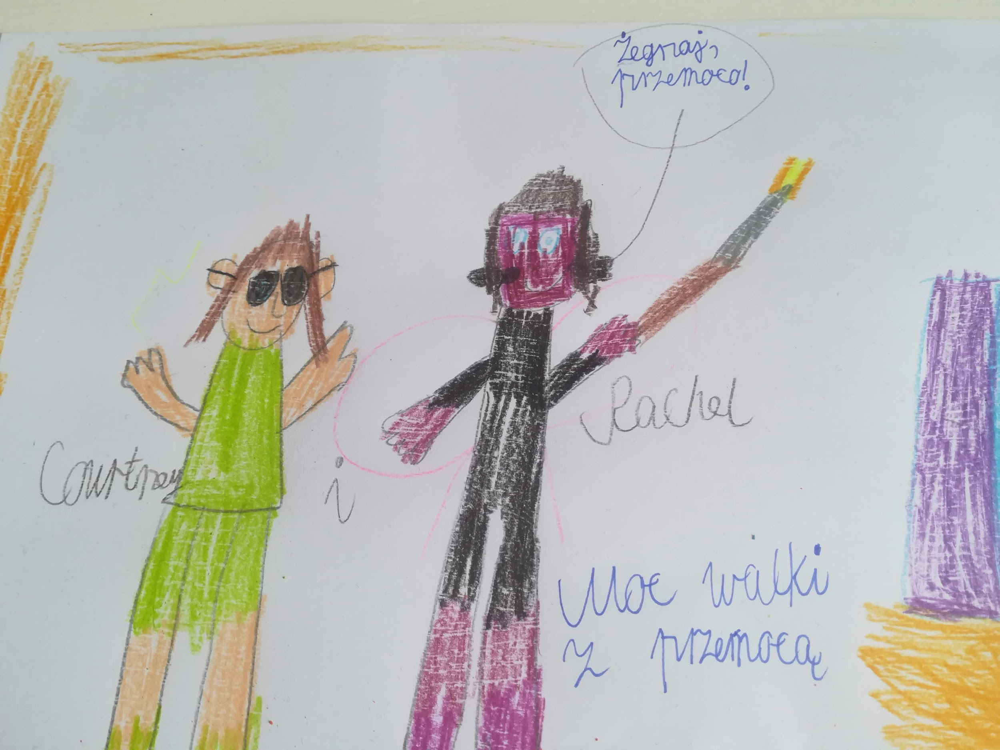 Żegnaj,
przemoco!
Courtney
i
Rachel
Moc walki
z przemocą